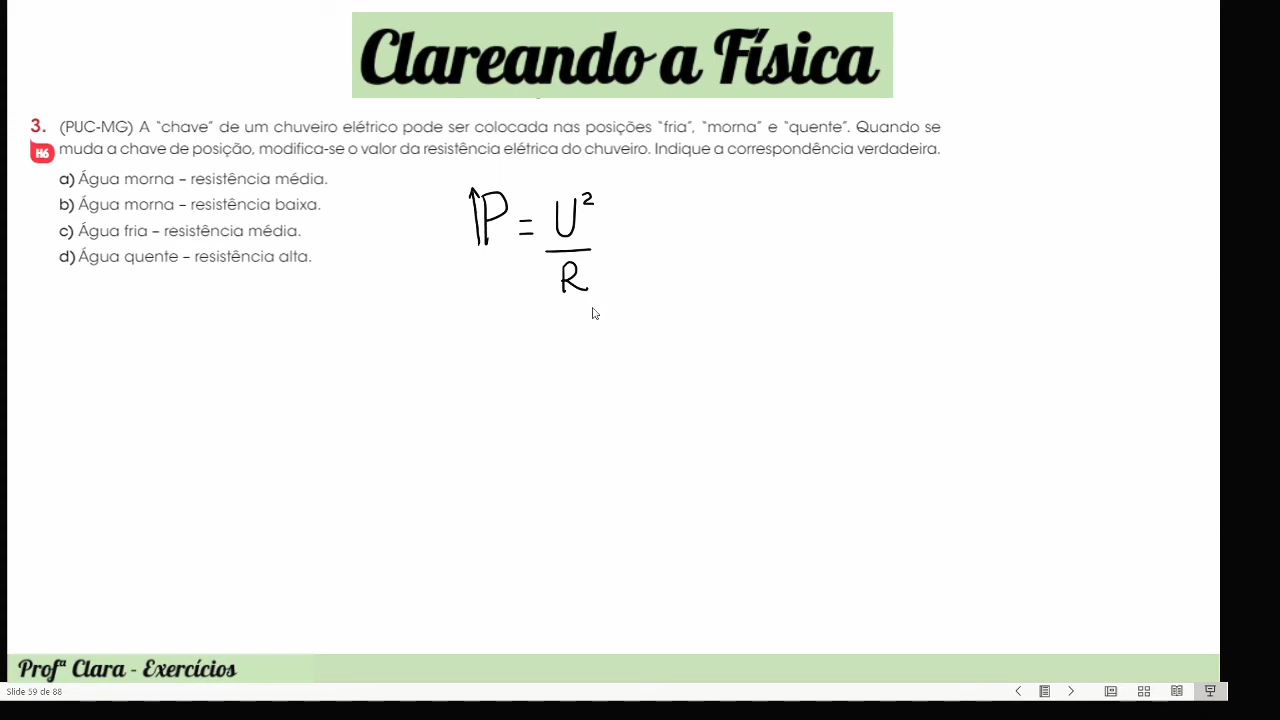 Clareando a Física
3. (PUC-MG) A “chave” de um chuveiro elétrico pode ser colocada nas posições “fria”, “morna” e “quente”. Quando se
H6 muda a chave de posição, modifica-se o valor da resistência elétrica do chuveiro. Indique a correspondência verdadeira.
a) Água morna – resistência média.
b) Água morna – resistência baixa.
c) Água fria – resistência média.
d) Água quente – resistência alta.
↑P = U²
R
Profª Clara - Exercícios
Slide 59 de 88